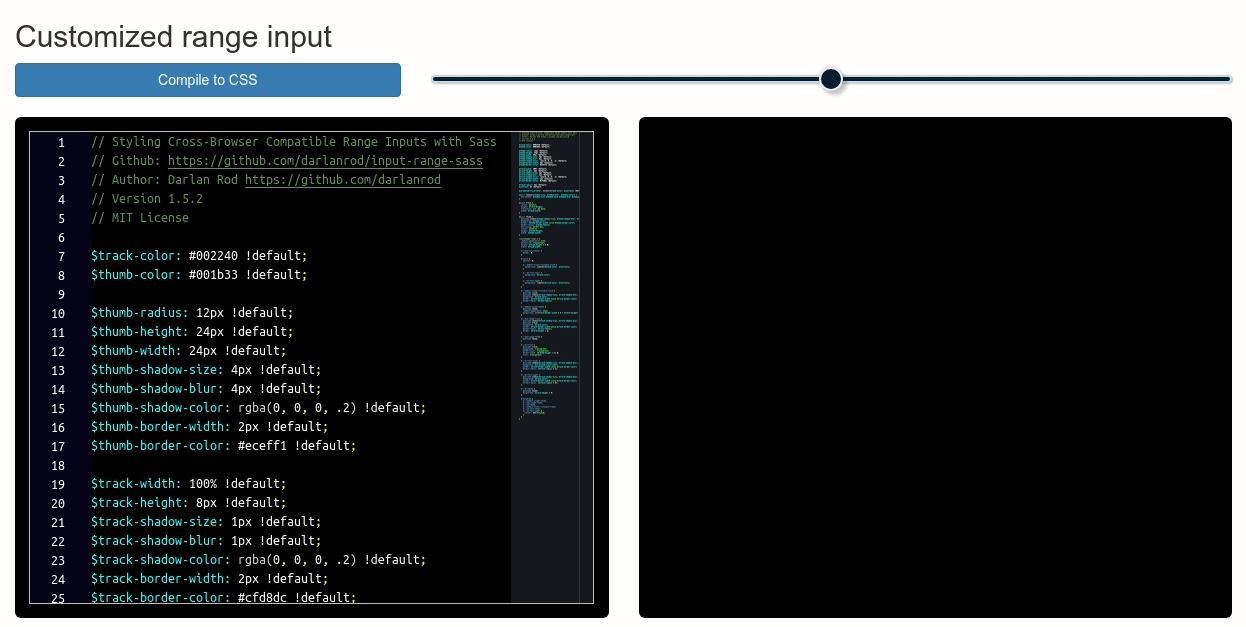 Customized range input
Compile to CSS
1 // Styling Cross-Browser Compatible Range Inputs with Sass
2 // Github: https://github.com/darlanrod/input-range-sass
3 // Author: Darlan Rod https://github.com/darlanrod
4 // Version 1.5.2
5 // MIT License
6
7 $track-color: #002240 !default;
8 $thumb-color: #001b33 !default;
9
10 $thumb-radius: 12px !default;
11 $thumb-height: 24px !default;
12 $thumb-width: 24px !default;
13 $thumb-shadow-size: 4px !default;
14 $thumb-shadow-blur: 4px !default;
15 $thumb-shadow-color: rgba(0, 0, 0, .2) !default;
16 $thumb-border-width: 2px !default;
17 $thumb-border-color: #eceff1 !default;
18
19 $track-width: 100% !default;
20 $track-height: 8px !default;
21 $track-shadow-size: 1px !default;
22 $track-shadow-blur: 1px !default;
23 $track-shadow-color: rgba(0, 0, 0, .2) !default;
24 $track-border-width: 2px !default;
25 $track-border-color: #cfd8dc !default;